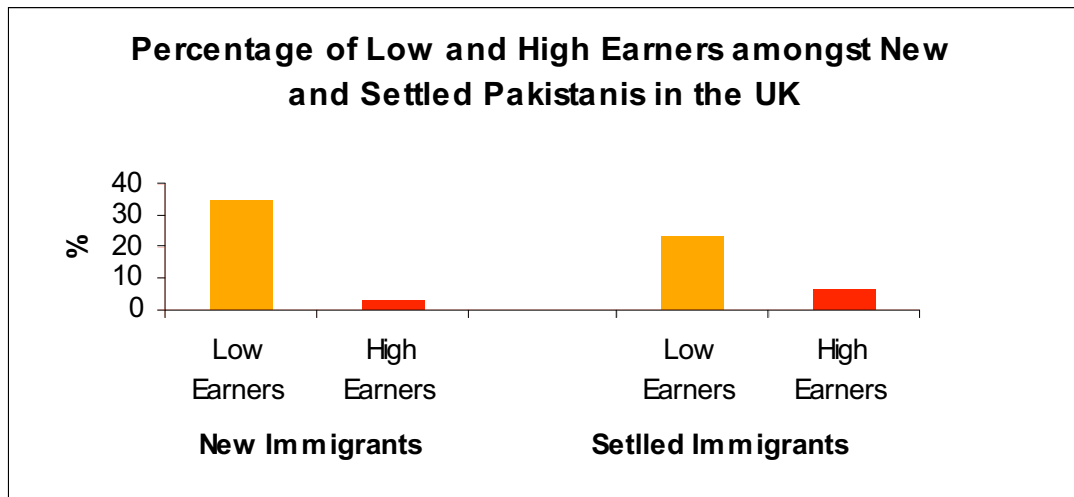 Percentage of Low and High Earners amongst New
and Settled Pakistanis in the UK
%
40
30
20
10
0
Low
Earners
High
Earners
Low
Earners
High
Earners
New Immigrants
Setlled Immigrants